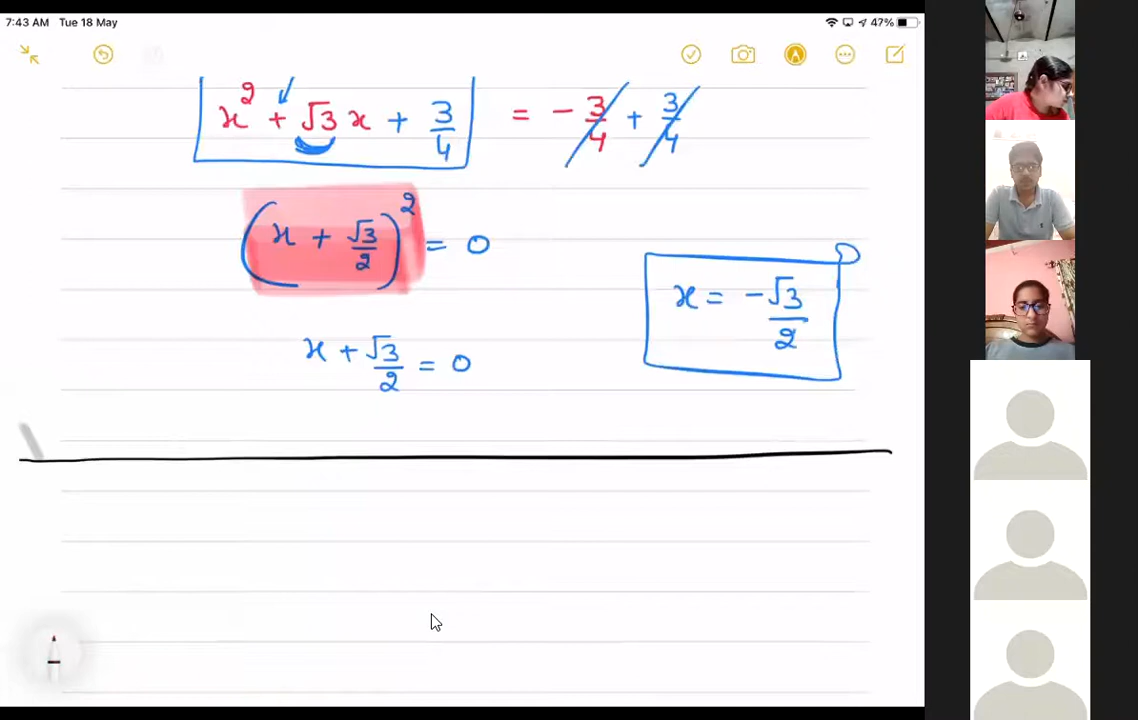 7:43 AM Tue 18 May 47%
x² + √3 x + 3/4 = - 3/4 + 3/4
(x + √3/2)² = 0
x = -√3/2
x + √3/2 = 0